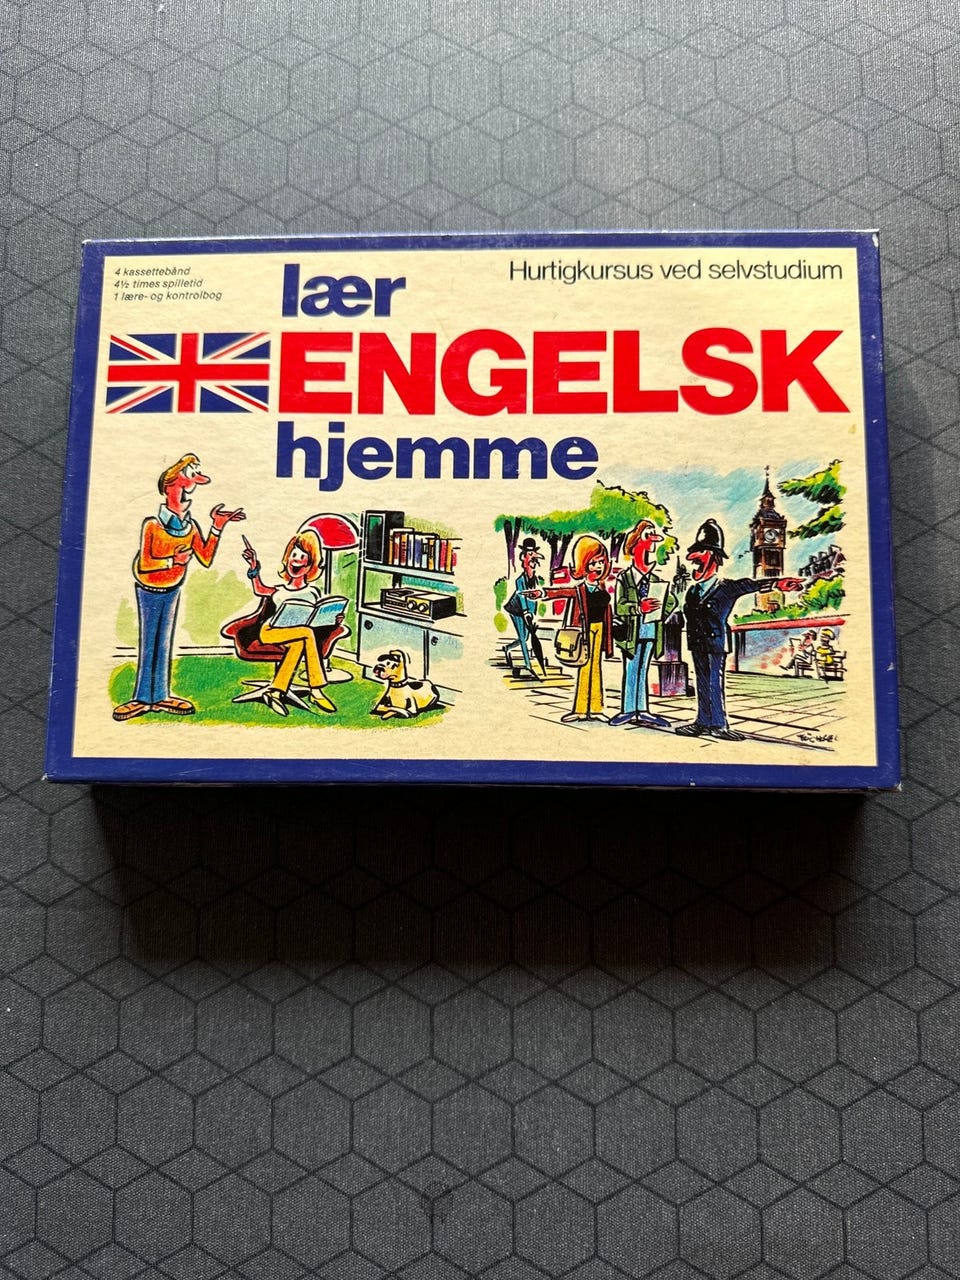 4 kassettebånd
4½ times spilletid
1 lære- og kontrolbog
Hurtigkursus ved selvstudium
lær
ENGELSK
hjemme